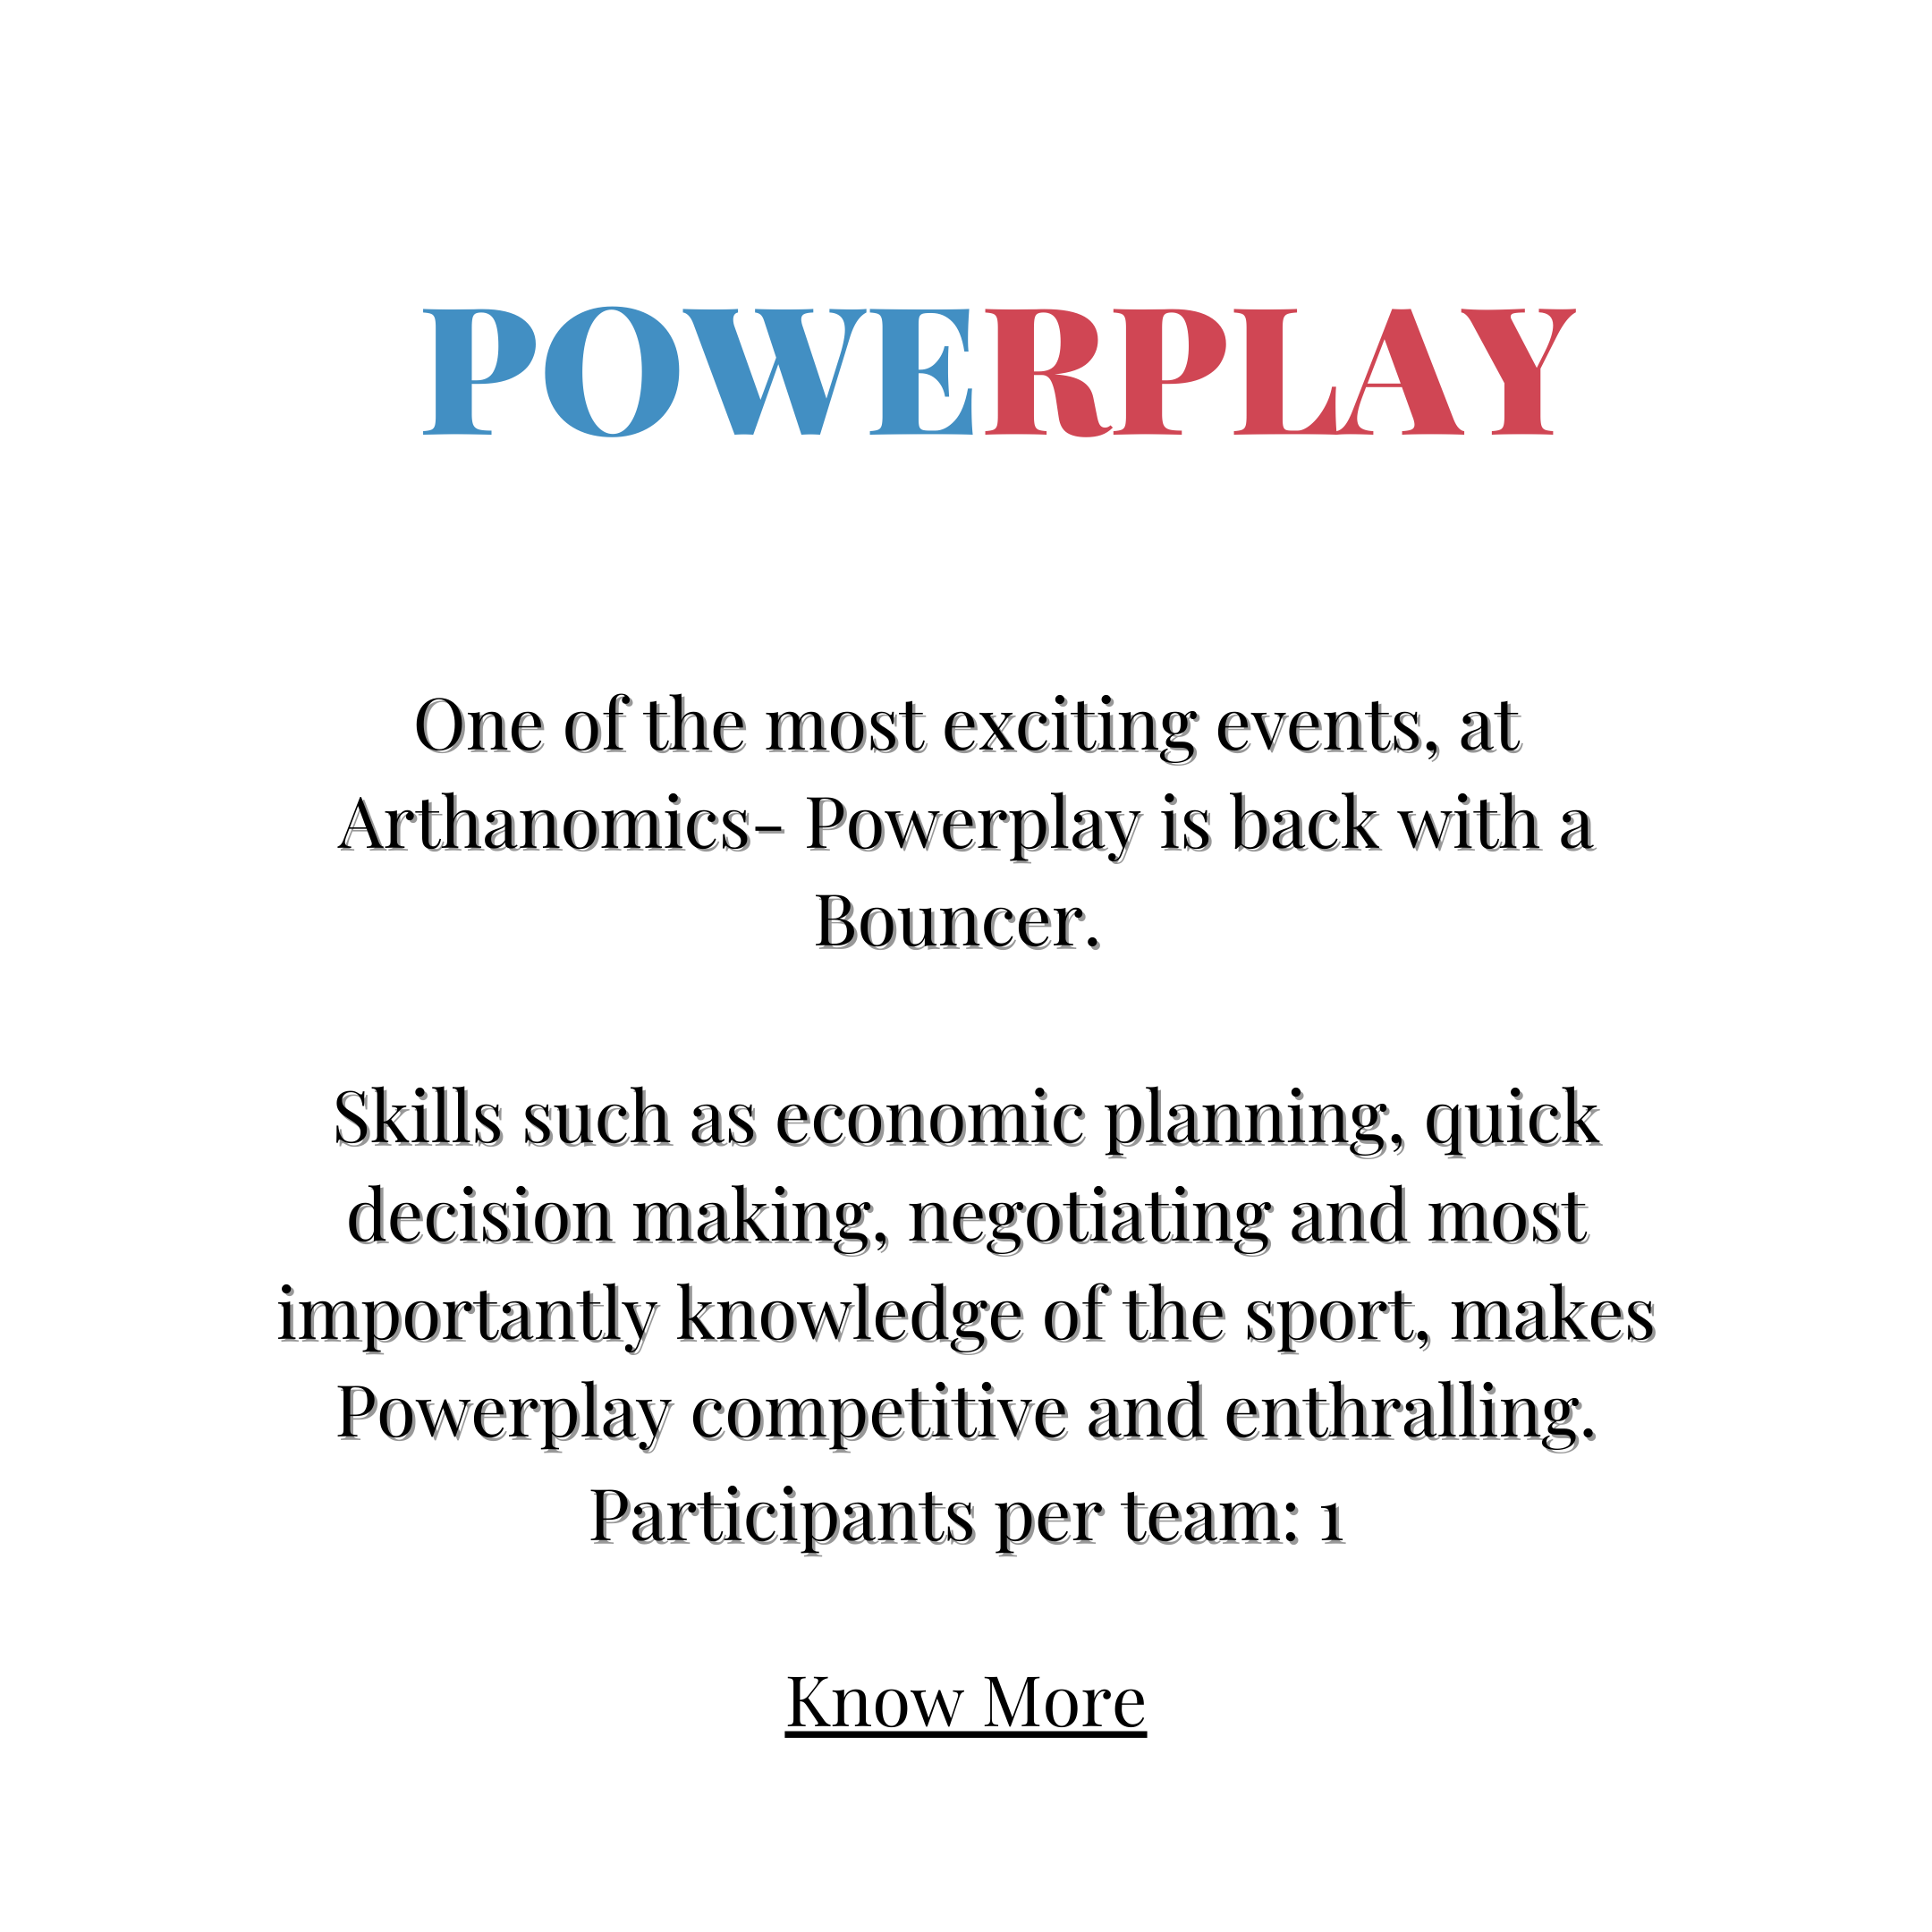 POWERPLAY
One of the most exciting events, at
Arthanomics- Powerplay is back with a
Bouncer.
Skills such as economic planning, quick
decision making, negotiating and most
importantly knowledge of the sport, makes
Powerplay competitive and enthralling.
Participants per team: 1
Know More